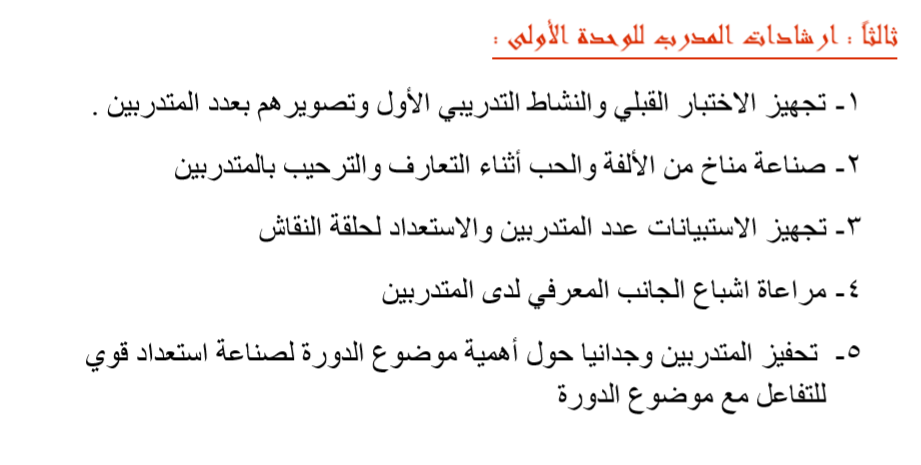 ثالثاً : ارشادات المدرب للوحدة الأولى :
١- تجهيز الاختبار القبلي والنشاط التدريبي الأول وتصويرهم بعدد المتدربين .
٢- صناعة مناخ من الألفة والحب أثناء التعارف والترحيب بالمتدربين
٣- تجهيز الاستبيانات عدد المتدربين والاستعداد لحلقة النقاش
٤- مراعاة اشباع الجانب المعرفي لدى المتدربين
٥- تحفيز المتدربين وجدانيا حول أهمية موضوع الدورة لصناعة استعداد قوي
للتفاعل مع موضوع الدورة